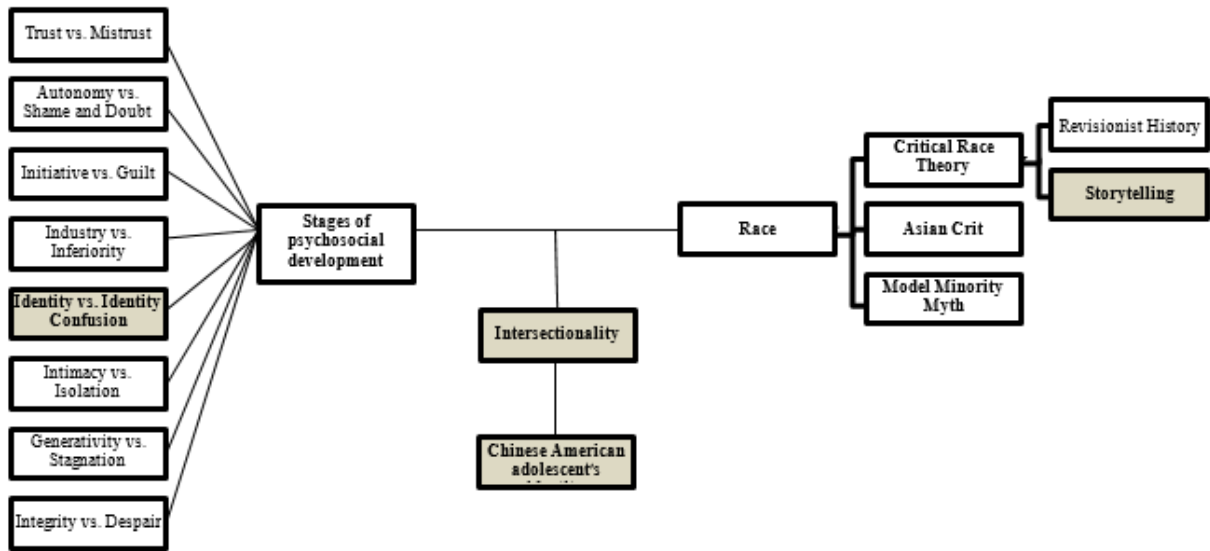 Trust vs. Mistrust
Autonomy vs.
Shame and Doubt
Initiative vs. Guilt
Industry vs.
Inferiority
Identity vs. Identity
Confusion
Intimacy vs.
Isolation
Generativity vs.
Stagnation
Integrity vs. Despair
Stages of
psychosocial
development
Intersectionality
Chinese American
adolescent's
Race
Critical Race
Theory
Asian Crit
Model Minority
Myth
Revisionist History
Storytelling